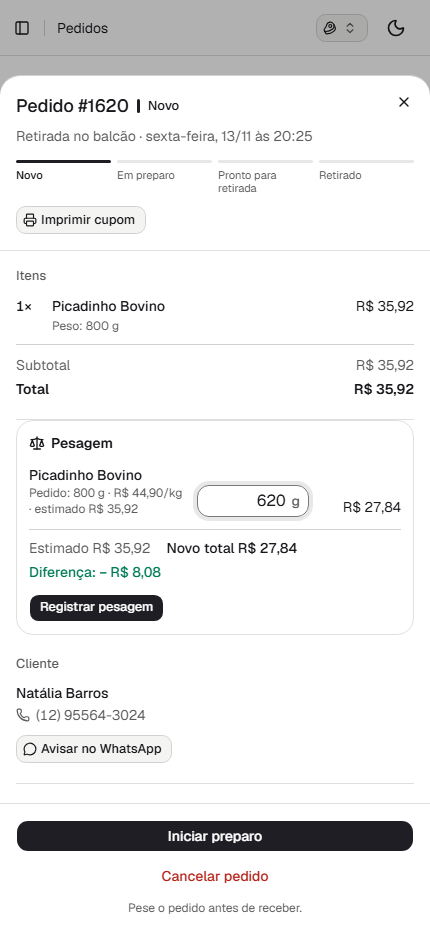 Pedidos
Pedido #1620
Novo
Retirada no balcão · sexta-feira, 13/11 às 20:25
Novo
Em preparo
Pronto para
retirada
Retirado
Imprimir cupom
Itens
1× Picadinho Bovino R$ 35,92
Peso: 800 g
Subtotal R$ 35,92
Total R$ 35,92
Pesagem
Picadinho Bovino
Pedido: 800 g · R$ 44,90/kg
· estimado R$ 35,92
620 g
R$ 27,84
Estimado R$ 35,92 Novo total R$ 27,84
Diferença: – R$ 8,08
Registrar pesagem
Cliente
Natália Barros
(12) 95564-3024
Avisar no WhatsApp
Iniciar preparo
Cancelar pedido
Pese o pedido antes de receber.